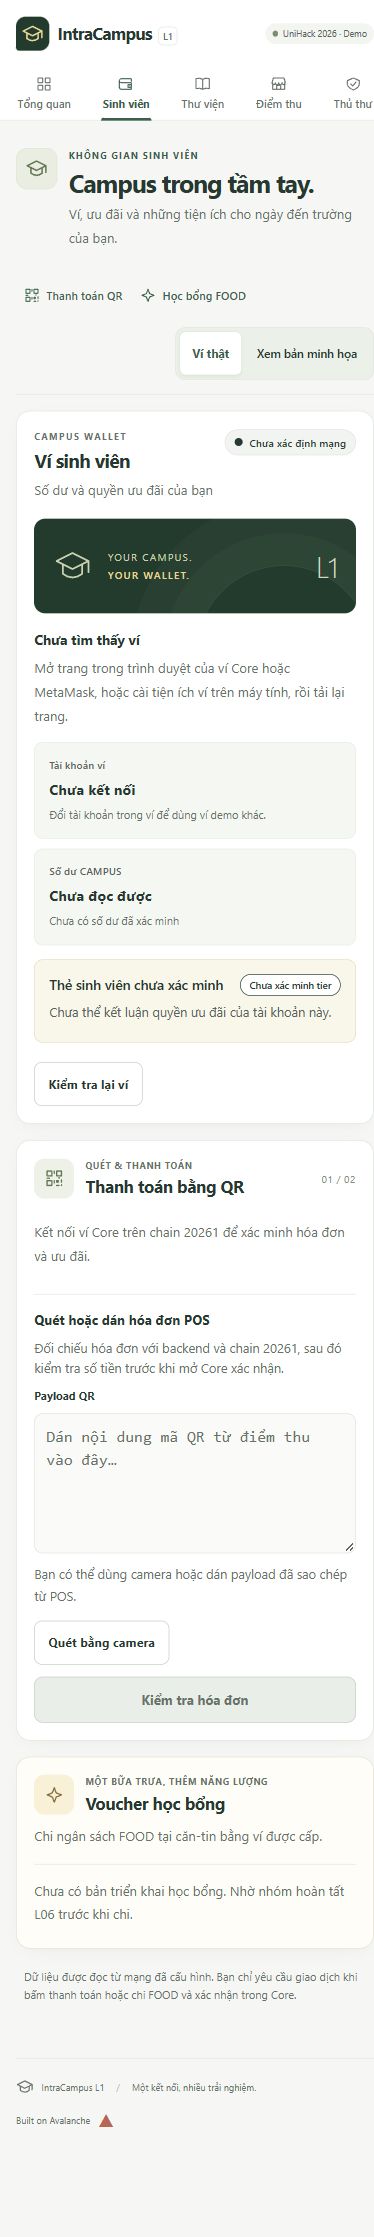 IntraCampus L1
UniHack 2026 · Demo
Tổng quan
Sinh viên
Thư viện
Điểm thu
Thủ thư
KHÔNG GIAN SINH VIÊN
Campus trong tầm tay.
Ví, ưu đãi và những tiện ích cho ngày đến trường
của bạn.
Thanh toán QR
Học bổng FOOD
Ví thật
Xem bản minh họa
CAMPUS WALLET
Chưa xác định mạng
Ví sinh viên
Số dư và quyền ưu đãi của bạn
YOUR CAMPUS.
YOUR WALLET.
L1
Chưa tìm thấy ví
Mở trang trong trình duyệt của ví Core hoặc
MetaMask, hoặc cài tiện ích ví trên máy tính, rồi tải lại
trang.
Tài khoản ví
Chưa kết nối
Đổi tài khoản trong ví để dùng ví demo khác.
Số dư CAMPUS
Chưa đọc được
Chưa có số dư đã xác minh
Thẻ sinh viên chưa xác minh
Chưa xác minh tier
Chưa thể kết luận quyền ưu đãi của tài khoản này.
Kiểm tra lại ví
QUÉT & THANH TOÁN
Thanh toán bằng QR
01 / 02
Kết nối ví Core trên chain 20261 để xác minh hóa đơn
và ưu đãi.
Quét hoặc dán hóa đơn POS
Đối chiếu hóa đơn với backend và chain 20261, sau đó
kiểm tra số tiền trước khi mở Core xác nhận.
Payload QR
Dán nội dung mã QR từ điểm thu
vào đây…
Bạn có thể dùng camera hoặc dán payload đã sao chép
từ POS.
Quét bằng camera
Kiểm tra hóa đơn
MỘT BỮA TRƯA, THÊM NĂNG LƯỢNG
Voucher học bổng
Chi ngân sách FOOD tại căn-tin bằng ví được cấp.
Chưa có bản triển khai học bổng. Nhờ nhóm hoàn tất
L06 trước khi chi.
Dữ liệu được đọc từ mạng đã cấu hình. Bạn chỉ yêu cầu giao dịch khi
bấm thanh toán hoặc chi FOOD và xác nhận trong Core.
IntraCampus L1 / Một kết nối, nhiều trải nghiệm.
Built on Avalanche